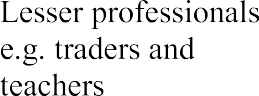 Lesser professionals
e.g. traders and
teachers